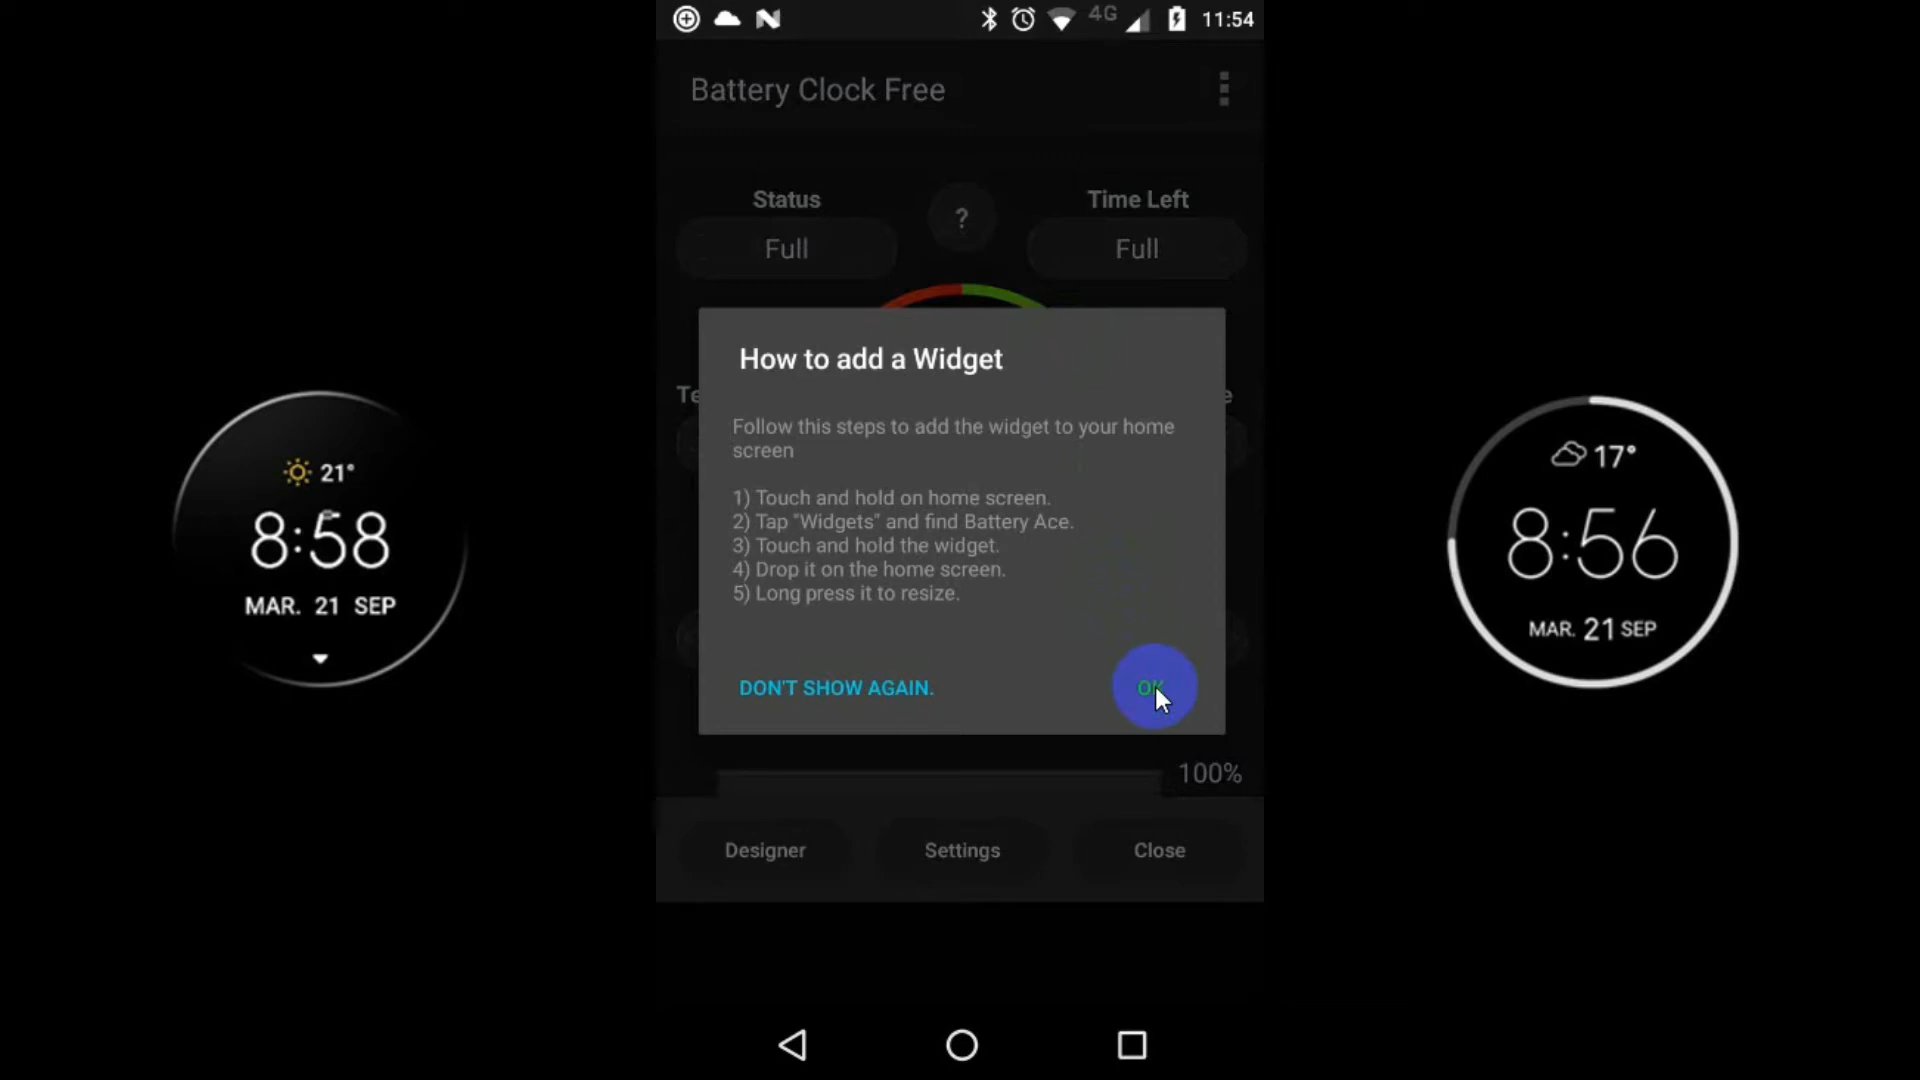 4G 11:54
Battery Clock Free
Status
?
Time Left
Full
Full
Te
e
How to add a Widget
Follow this steps to add the widget to your home
screen
1) Touch and hold on home screen.
2) Tap "Widgets" and find Battery Ace.
3) Touch and hold the widget.
4) Drop it on the home screen.
5) Long press it to resize.
DON'T SHOW AGAIN.
OK
100%
Designer
Settings
Close
21°
8:58
MAR. 21 SEP
17°
8:56
MAR. 21 SEP